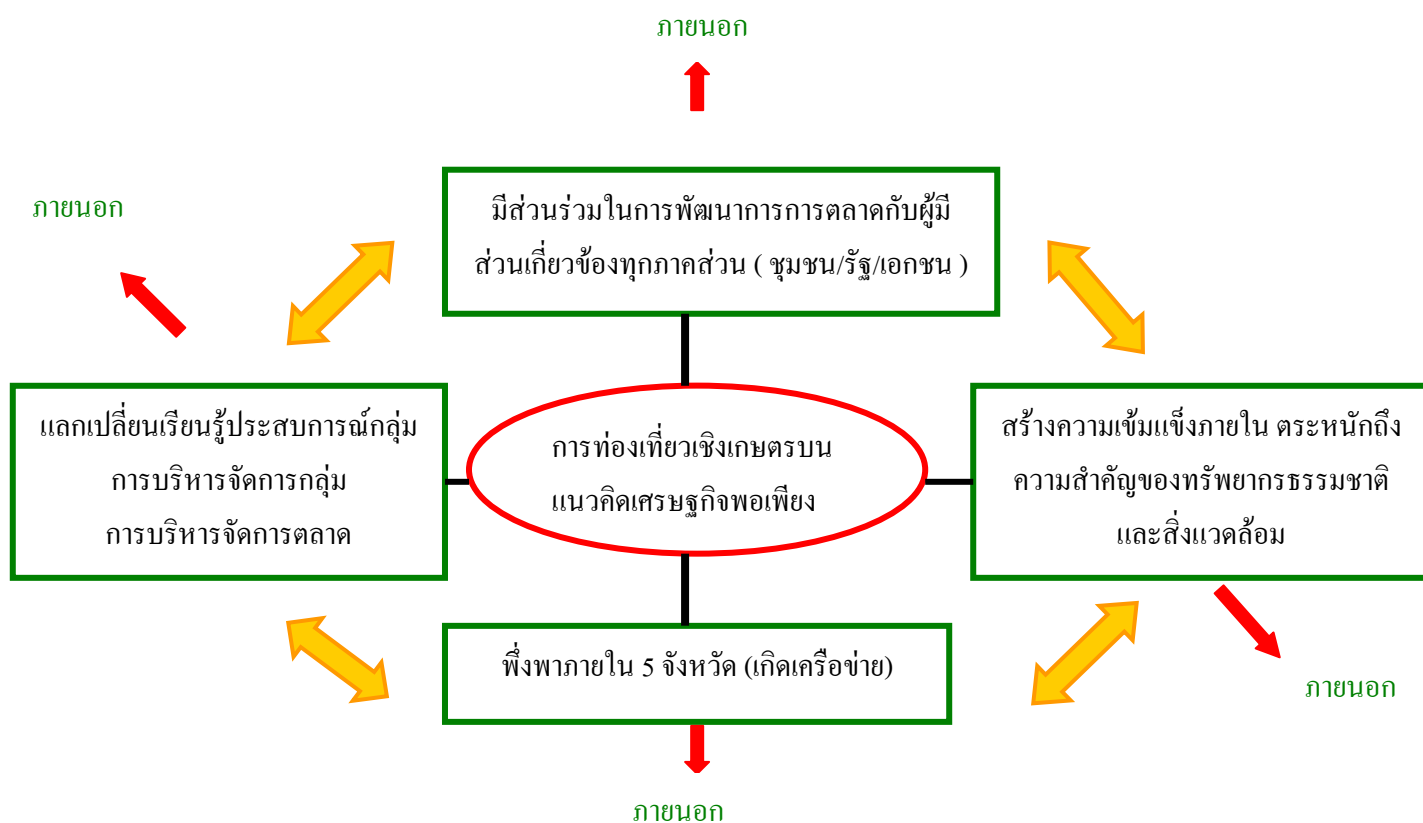 ภายนอก
มีส่วนร่วมในการพัฒนาการการตลาดกับผู้มี
ส่วนเกี่ยวข้องทุกภาคส่วน ( ชุมชน/รัฐ/เอกชน )
ภายนอก
แลกเปลี่ยนเรียนรู้ประสบการณ์กลุ่ม
การบริหารจัดการกลุ่ม
การบริหารจัดการตลาด
การท่องเที่ยวเชิงเกษตรบน
แนวคิดเศรษฐกิจพอเพียง
สร้างความเข้มแข็งภายใน ตระหนักถึง
ความสำคัญของทรัพยากรธรรมชาติ
และสิ่งแวดล้อม
พึ่งพาภายใน 5 จังหวัด (เกิดเครือข่าย)
ภายนอก
ภายนอก